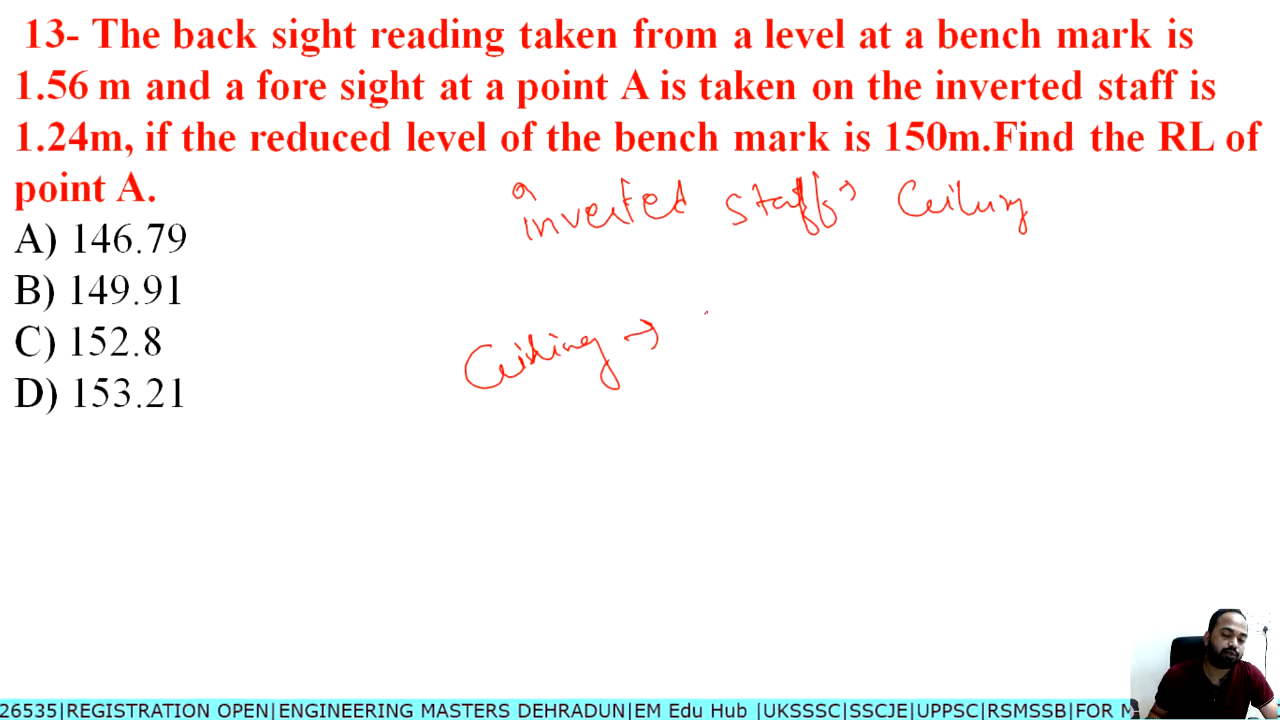 13- The back sight reading taken from a level at a bench mark is
1.56 m and a fore sight at a point A is taken on the inverted staff is
1.24m, if the reduced level of the bench mark is 150m.Find the RL of
point A.
inverted staff, Ceiling
A) 146.79
B) 149.91
C) 152.8
Ceiling →
D) 153.21
26535|REGISTRATION OPEN|ENGINEERING MASTERS DEHRADUN|EM Edu Hub |UKSSSC|SSCJE|UPPSC|RSMSSB|FOR M